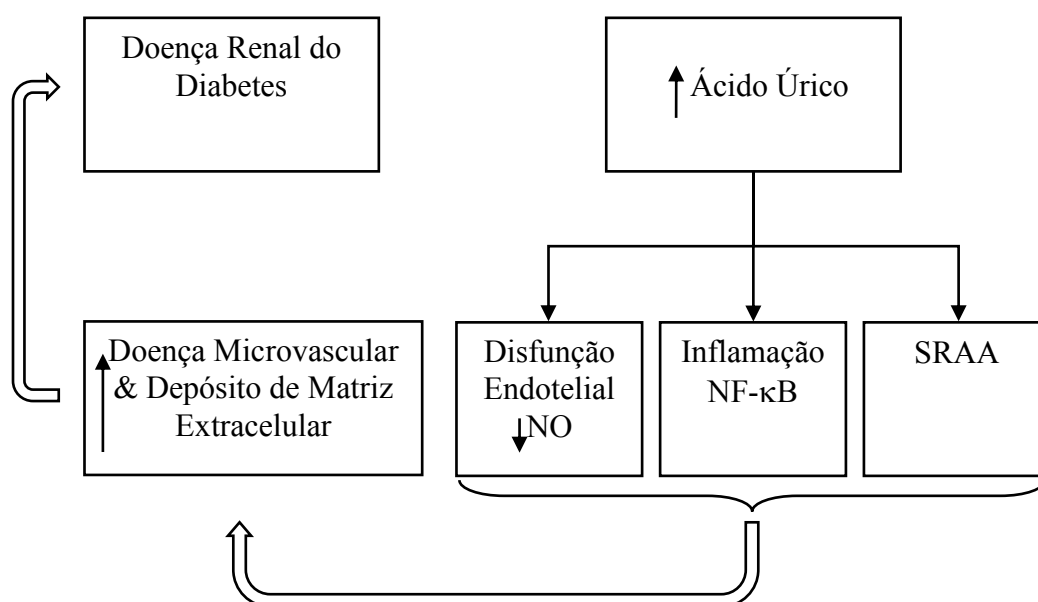 Doença Renal do
Diabetes
Ácido Úrico
Doença Microvascular
& Depósito de Matriz
Extracelular
Disfunção
Endotelial
NO
Inflamação
NF-κB
SRAA